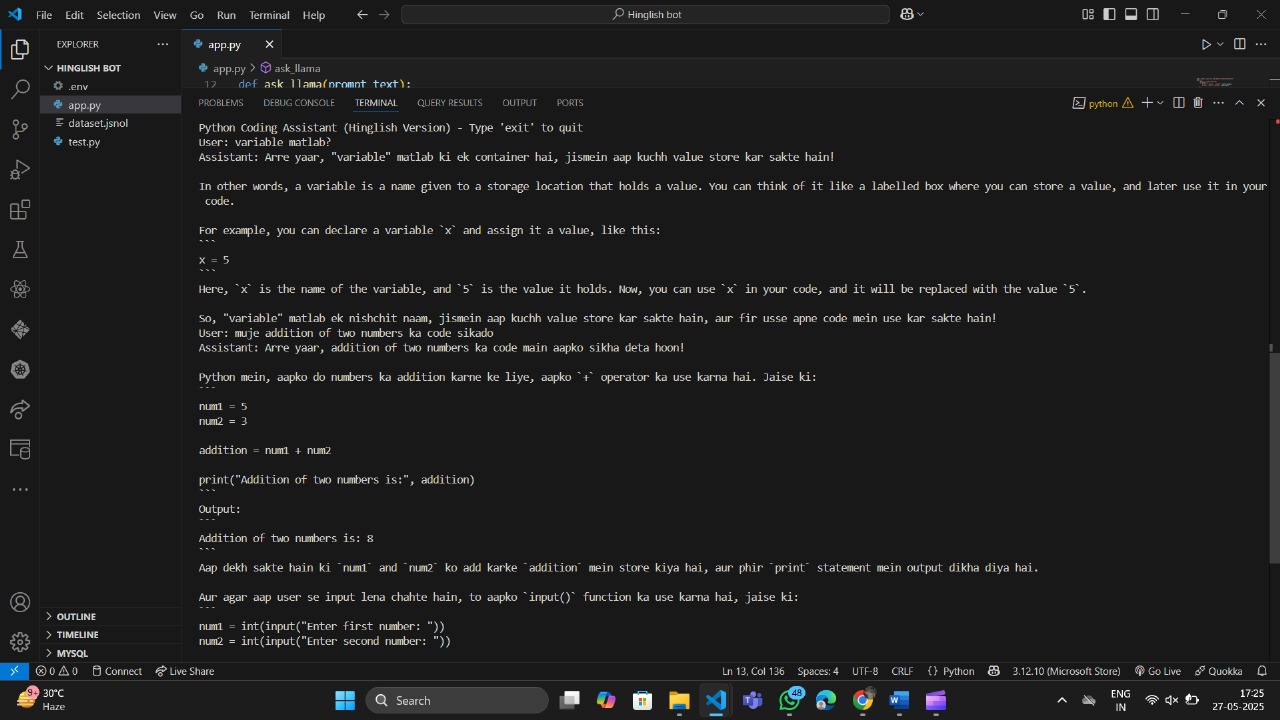 File Edit Selection View Go Run Terminal Help
Hinglish bot
EXPLORER
HINGLISH BOT
.env
app.py
dataset.jsnol
test.py
OUTLINE
TIMELINE
MYSQL
app.py
app.py > ask_llama
12 def ask_llama(prompt_text):
PROBLEMS DEBUG CONSOLE TERMINAL QUERY RESULTS OUTPUT PORTS
python
Python Coding Assistant (Hinglish Version) - Type 'exit' to quit
User: variable matlab?
Assistant: Arre yaar, "variable" matlab ki ek container hai, jismein aap kuchh value store kar sakte hain!
In other words, a variable is a name given to a storage location that holds a value. You can think of it like a labelled box where you can store a value, and later use it in your
code.
For example, you can declare a variable `x` and assign it a value, like this:
```
x = 5
```
Here, `x` is the name of the variable, and `5` is the value it holds. Now, you can use `x` in your code, and it will be replaced with the value `5`.
So, "variable" matlab ek nishchit naam, jismein aap kuchh value store kar sakte hain, aur fir usse apne code mein use kar sakte hain!
User: muje addition of two numbers ka code sikado
Assistant: Arre yaar, addition of two numbers ka code main aapko sikha deta hoon!
Python mein, aapko do numbers ka addition karne ke liye, aapko `+` operator ka use karna hai. Jaise ki:
```
num1 = 5
num2 = 3
addition = num1 + num2
print("Addition of two numbers is:", addition)
```
Output:
```
Addition of two numbers is: 8
```
Aap dekh sakte hain ki `num1` and `num2` ko add karke `addition` mein store kiya hai, aur phir `print` statement mein output dikha diya hai.
Aur agar aap user se input lena chahte hain, to aapko `input()` function ka use karna hai, jaise ki:
```
num1 = int(input("Enter first number: "))
num2 = int(input("Enter second number: "))
0 0 Connect Live Share Ln 13, Col 136 Spaces: 4 UTF-8 CRLF {} Python 3.12.10 (Microsoft Store) Go Live Quokka
9+ 30°C
Haze
Search
48
ENG
IN
17:25
27-05-2025